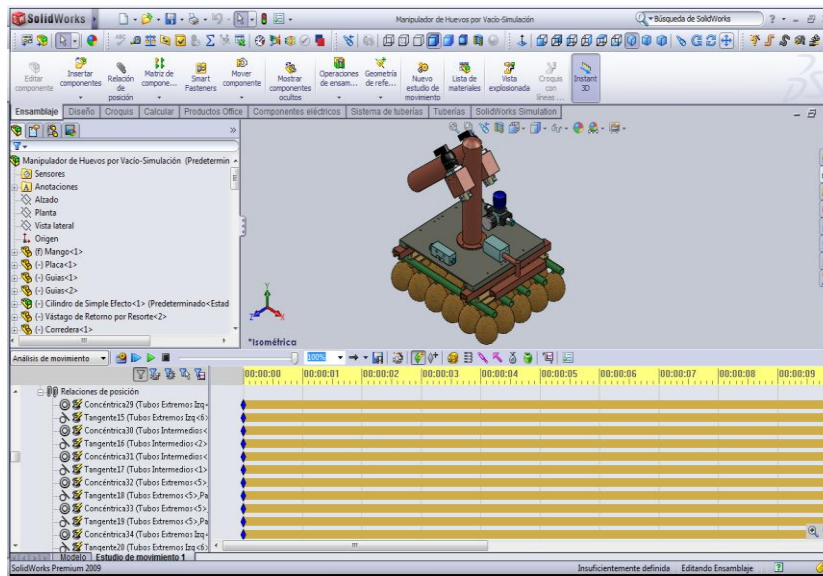 SolidWorks
Manipulador de Huevos por Vacío-Simulación
Búsqueda de SolidWorks
Editar componente
Insertar componentes
Relación de posición
Matriz de compone...
Smart Fasteners
Mover componente
Mostrar componentes ocultos
Operaciones de ensam...
Geometría de refe...
Nuevo estudio de movimiento
Lista de materiales
Vista explosionada
Croquis con líneas ...
Instant 3D
Ensamblaje Diseño Croquis Calcular Productos Office Componentes eléctricos Sistema de tuberías Tuberías SolidWorks Simulation
Manipulador de Huevos por Vacío-Simulación (Predetermin
Sensores
A Anotaciones
Alzado
Planta
Vista lateral
Origen
(f) Mango<1>
(-) Placa<1>
(-) Guias<1>
(-) Guias<2>
(-) Cilindro de Simple Efecto<1> (Predeterminado<Estad
(-) Vástago de Retorno por Resorte<2>
(-) Corredera<1>
Y
Z X
*Isométrica
Análisis de movimiento 100%
00:00:00 00:00:01 00:00:02 00:00:03 00:00:04 00:00:05 00:00:06 00:00:07 00:00:08 00:00:09
Relaciones de posición
Concéntrica29 (Tubos Extremos Izq<
Tangente15 (Tubos Extremos Izq<6>
Concéntrica30 (Tubos Intermedios<
Tangente16 (Tubos Intermedios<2>
Concéntrica31 (Tubos Intermedios<
Tangente17 (Tubos Intermedios<1>
Concéntrica32 (Tubos Extremos<5>
Tangente18 (Tubos Extremos<5>,Pa
Concéntrica33 (Tubos Extremos<5>
Tangente19 (Tubos Extremos<5>,Pa
Concéntrica34 (Tubos Extremos Izq<
Tangente20 (Tubos Extremos Izq<6>
Modelo Estudio de movimiento 1
SolidWorks Premium 2009
Insuficientemente definida Editando Ensamblaje